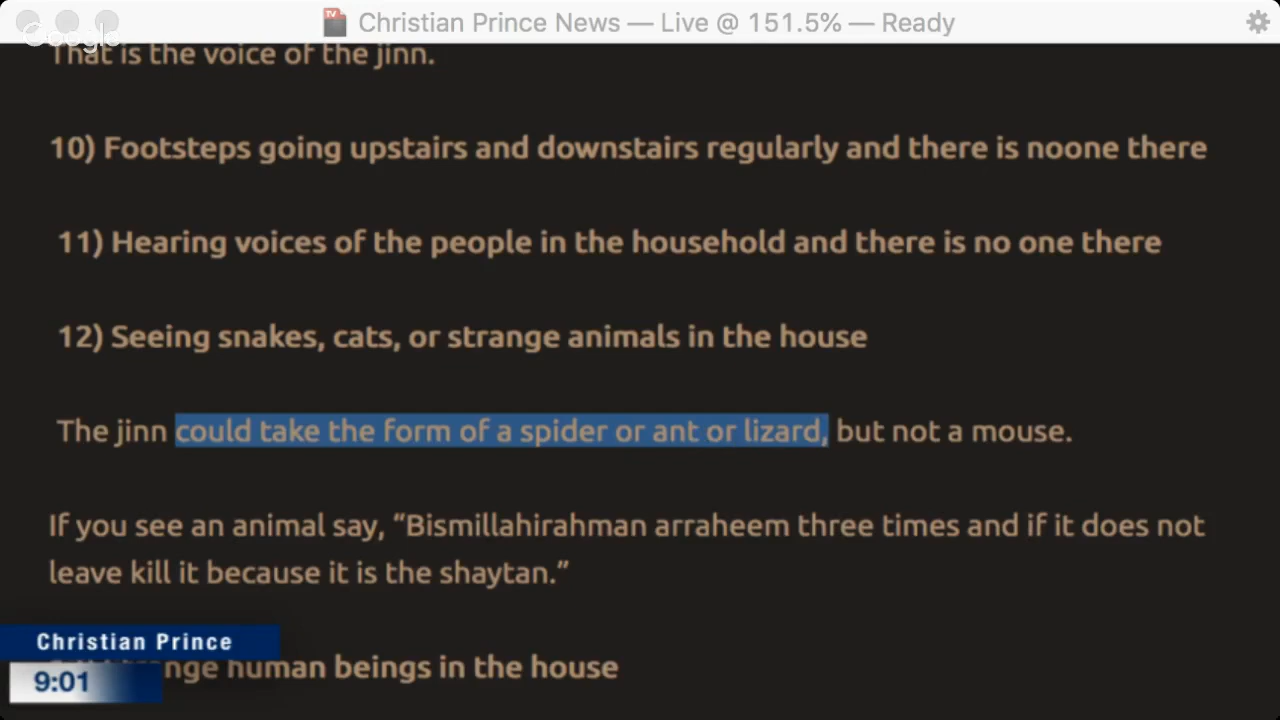 Christian Prince News — Live @ 151.5% — Ready
Google
That is the voice of the jinn.
10) Footsteps going upstairs and downstairs regularly and there is noone there
11) Hearing voices of the people in the household and there is no one there
12) Seeing snakes, cats, or strange animals in the house
The jinn could take the form of a spider or ant or lizard, but not a mouse.
If you see an animal say, “Bismillahirahman arraheem three times and if it does not
leave kill it because it is the shaytan.”
Christian Prince
human beings in the house
9:01